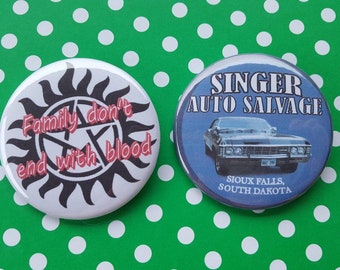 Family don't
end with blood
SINGER
AUTO SALVAGE
SIOUX FALLS,
SOUTH DAKOTA